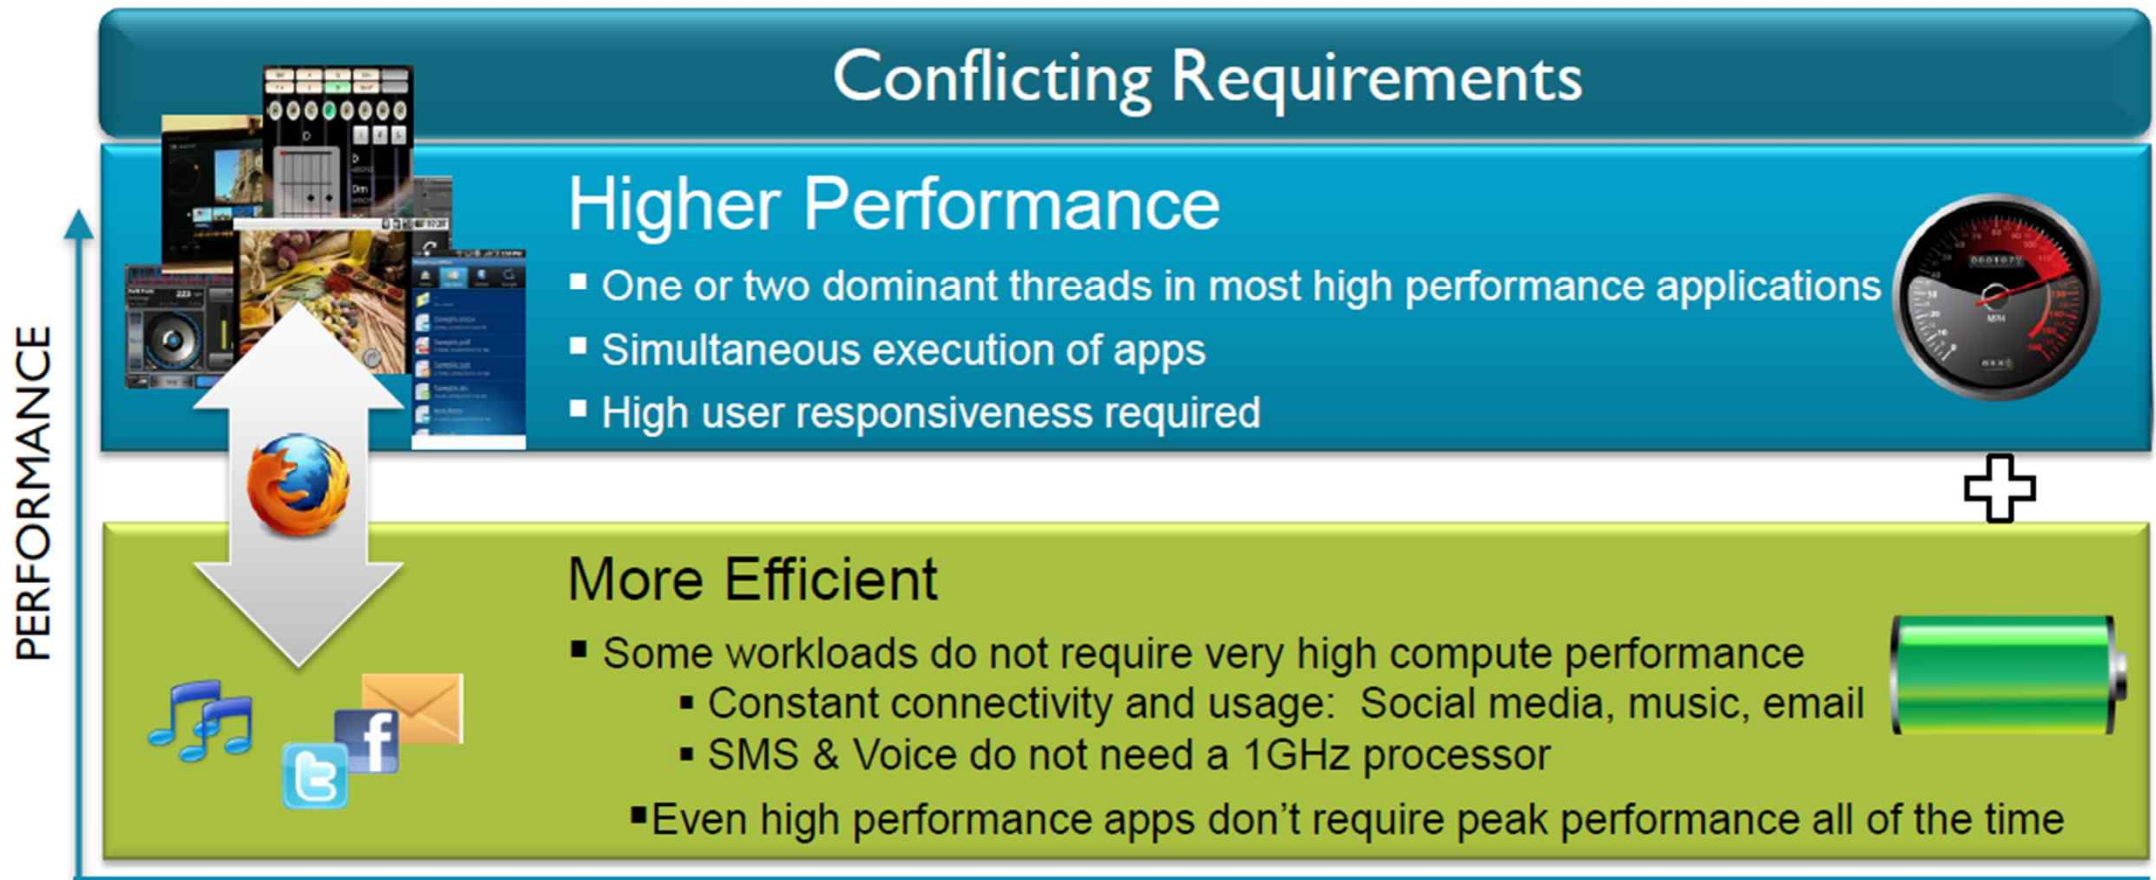 Conflicting Requirements
Higher Performance
▪ One or two dominant threads in most high performance applications
▪ Simultaneous execution of apps
▪ High user responsiveness required
PERFORMANCE
More Efficient
▪ Some workloads do not require very high compute performance
▪ Constant connectivity and usage: Social media, music, email
▪ SMS & Voice do not need a 1GHz processor
▪Even high performance apps don't require peak performance all of the time
MPH